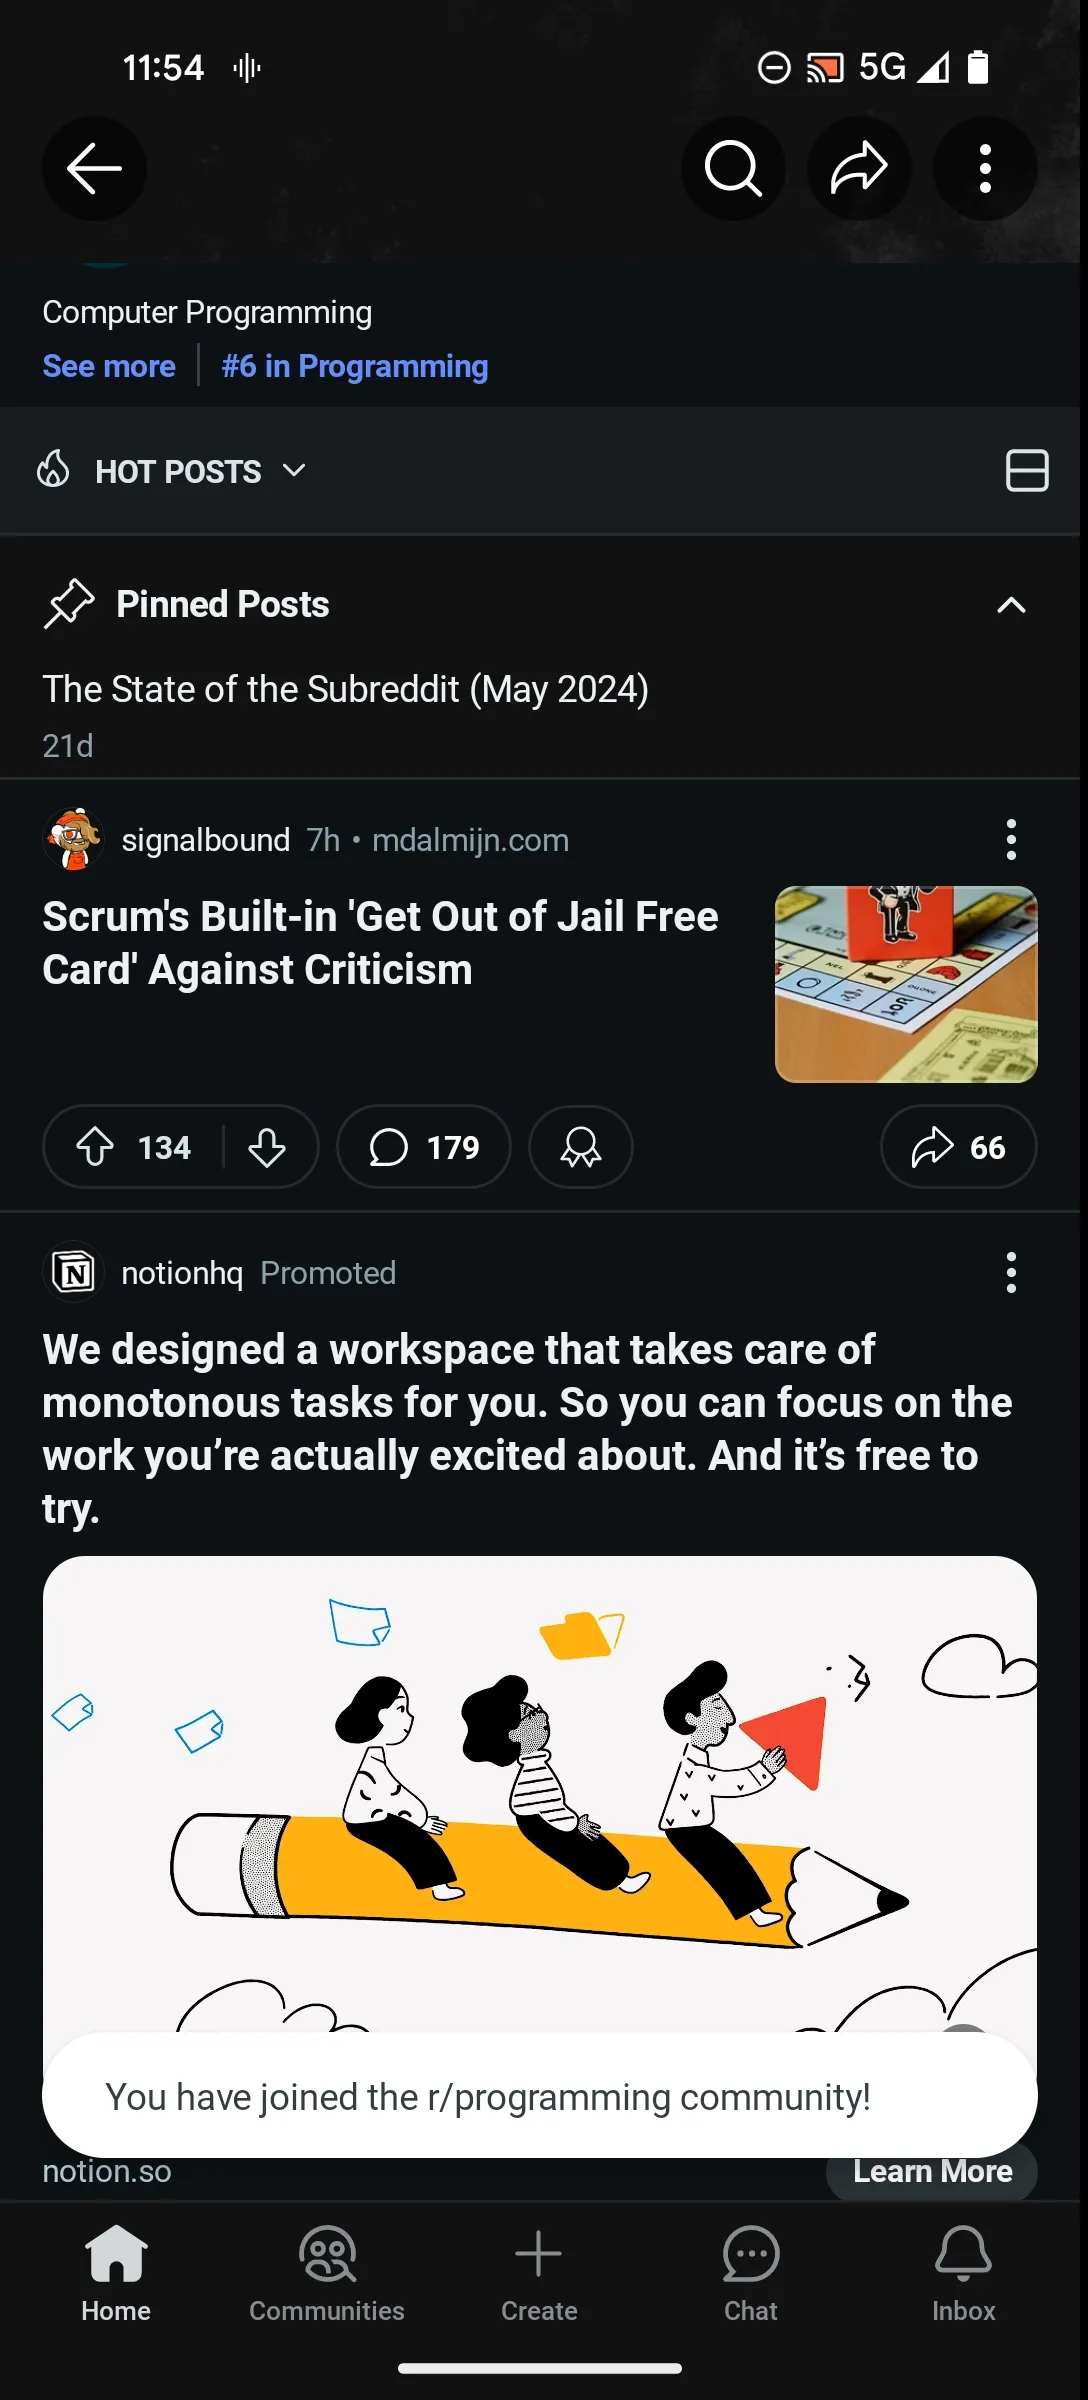 11:54
5G
Computer Programming
See more
#6 in Programming
HOT POSTS
Pinned Posts
The State of the Subreddit (May 2024)
21d
signalbound 7h • mdalmijn.com
Scrum's Built-in 'Get Out of Jail Free
Card' Against Criticism
134
179
66
N
notionhq Promoted
We designed a workspace that takes care of
monotonous tasks for you. So you can focus on the
work you’re actually excited about. And it’s free to
try.
You have joined the r/programming community!
notion.so
Learn More
Home
Communities
Create
Chat
Inbox